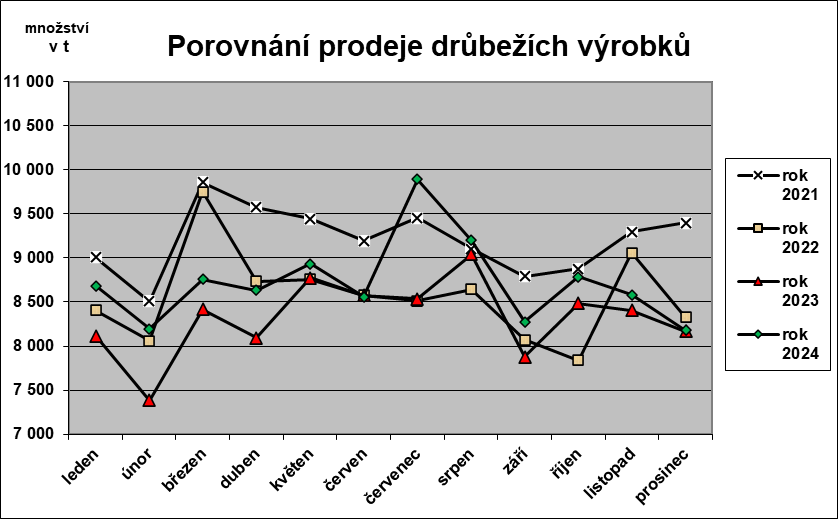 množství
v t
Porovnání prodeje drůbežích výrobků
11 000
10 500
10 000
9 500
9 000
8 500
8 000
7 500
7 000
leden
únor
březen
duben
květen
červen
červenec
srpen
září
říjen
listopad
prosinec
rok
2021
rok
2022
rok
2023
rok
2024